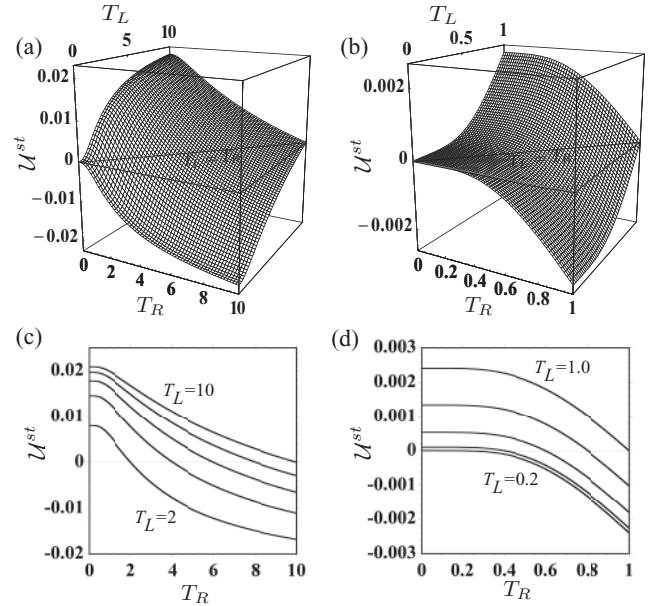 (a)
T_L
0
5
10
0.02
0.01
0
−0.01
−0.02
𝒰^st
T_L = T_R
0
2
4
6
8
10
T_R
(b)
T_L
0
0.5
1
0.002
0
−0.002
𝒰^st
T_L = T_R
0
0.2
0.4
0.6
0.8
1
T_R
(c)
0.02
0.01
0
-0.01
-0.02
𝒰^st
T_L=10
T_L=2
0 2 4 6 8 10
T_R
(d)
0.003
0.002
0.001
0
-0.001
-0.002
-0.003
𝒰^st
T_L=1.0
T_L=0.2
0 0.2 0.4 0.6 0.8 1
T_R